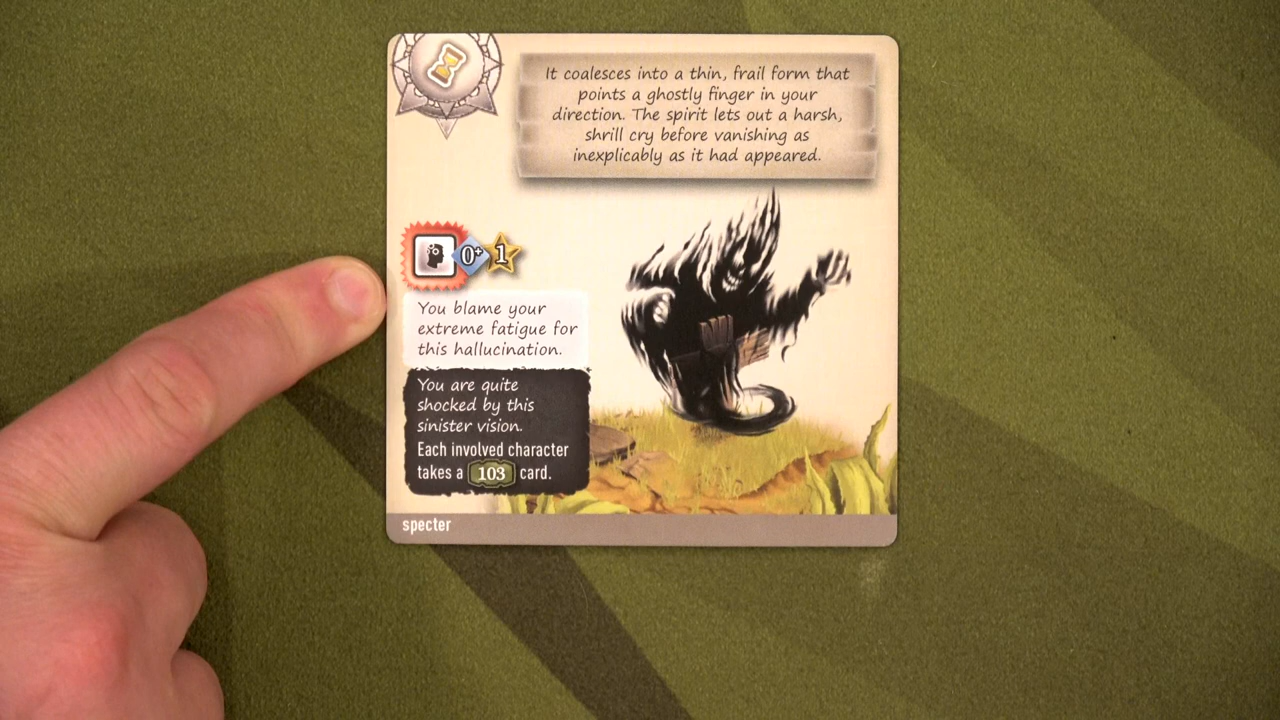 It coalesces into a thin, frail form that
points a ghostly finger in your
direction. The spirit lets out a harsh,
shrill cry before vanishing as
inexplicably as it had appeared.
0+ 1
You blame your
extreme fatigue for
this hallucination.
You are quite
shocked by this
sinister vision.
Each involved character
takes a 103 card.
specter